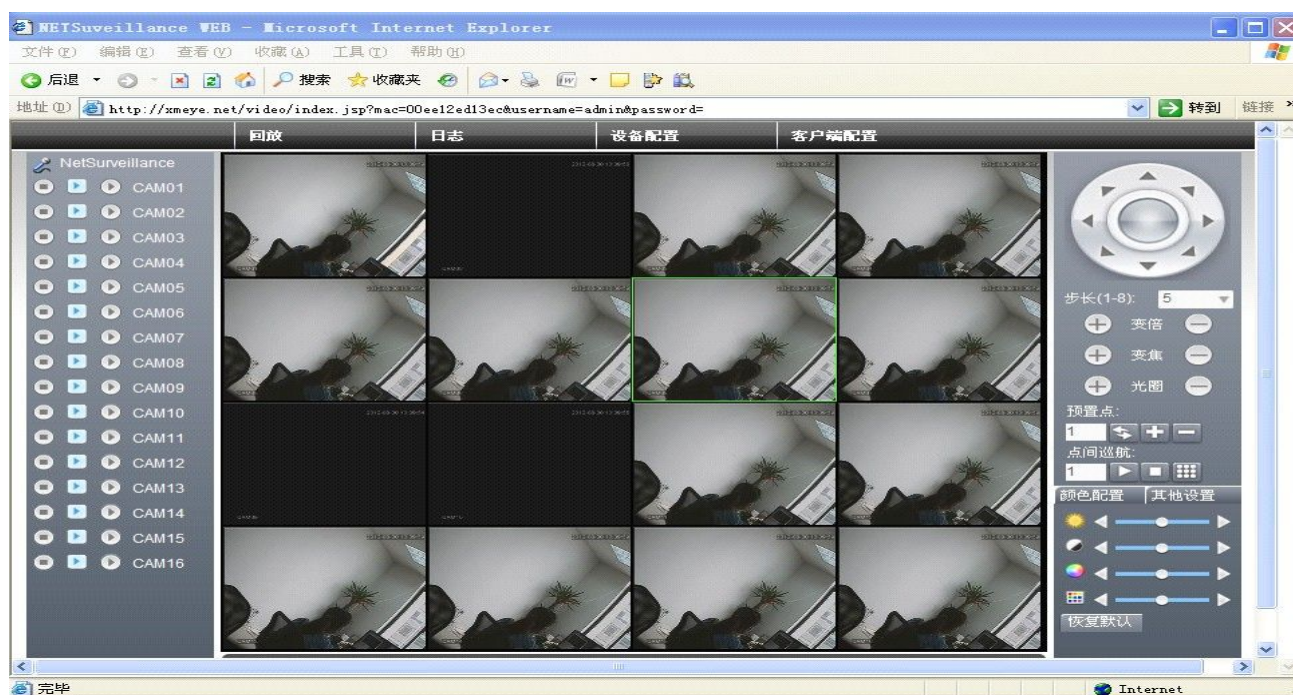 NETSuveillance WEB - Microsoft Internet Explorer
文件(F) 编辑(E) 查看(V) 收藏(A) 工具(T) 帮助(H)
后退 搜索 收藏夹
地址(D) http://xmeye.net/video/index.jsp?mac=00ee12ed13ec&username=admin&password= 转到 链接 »
回放 日志 设备配置 客户端配置
NetSurveillance
CAM01
CAM02
CAM03
CAM04
CAM05
CAM06
CAM07
CAM08
CAM09
CAM10
CAM11
CAM12
CAM13
CAM14
CAM15
CAM16
步长(1-8): 5
变倍
变焦
光圈
预置点:
1
点间巡航:
1
颜色配置 其他设置
恢复默认
完毕 Internet